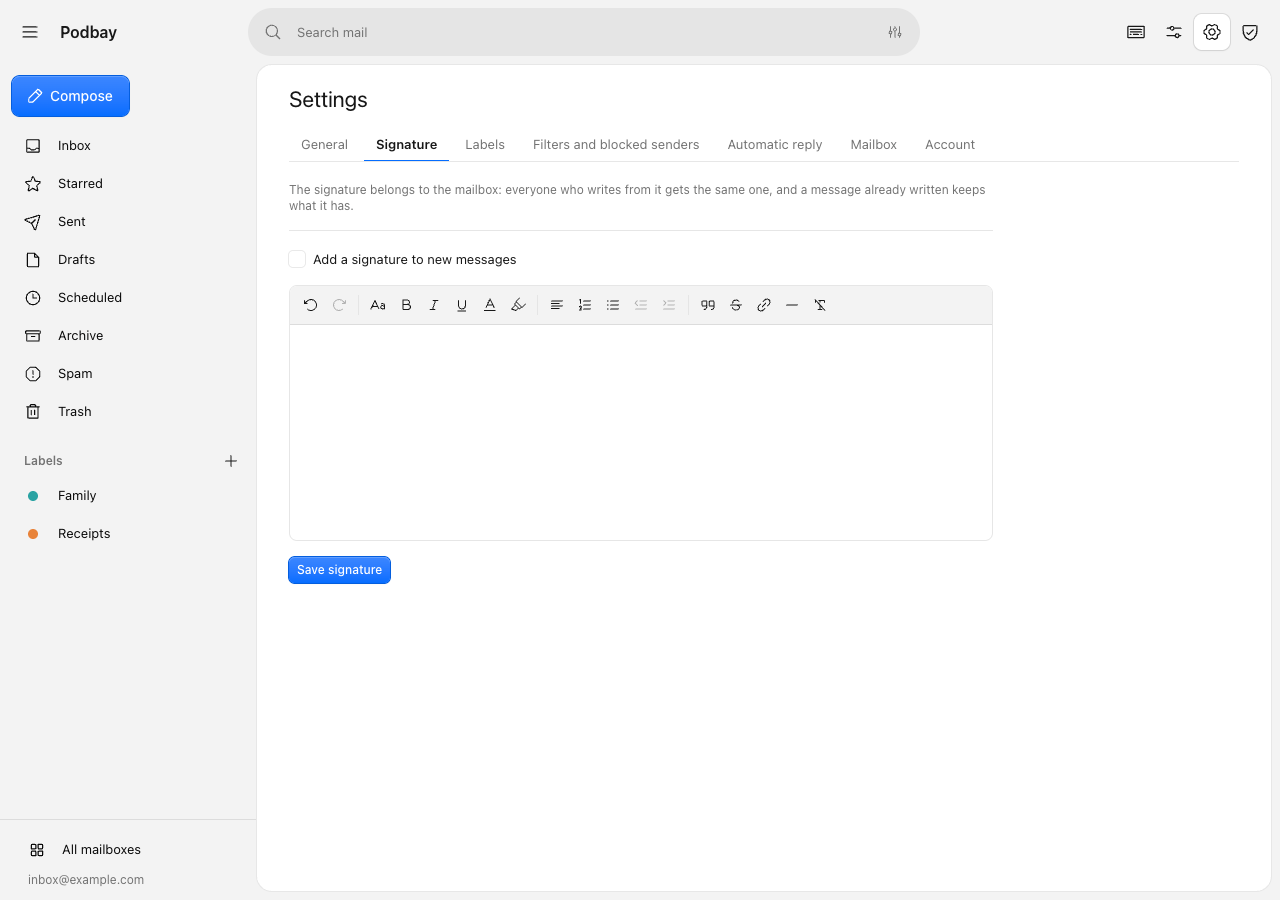 Podbay
Search mail
Compose
Inbox
Starred
Sent
Drafts
Scheduled
Archive
Spam
Trash
Labels
Family
Receipts
All mailboxes
inbox@example.com
Settings
General Signature Labels Filters and blocked senders Automatic reply Mailbox Account
The signature belongs to the mailbox: everyone who writes from it gets the same one, and a message already written keeps
what it has.
Add a signature to new messages
Aa B I U A
Save signature